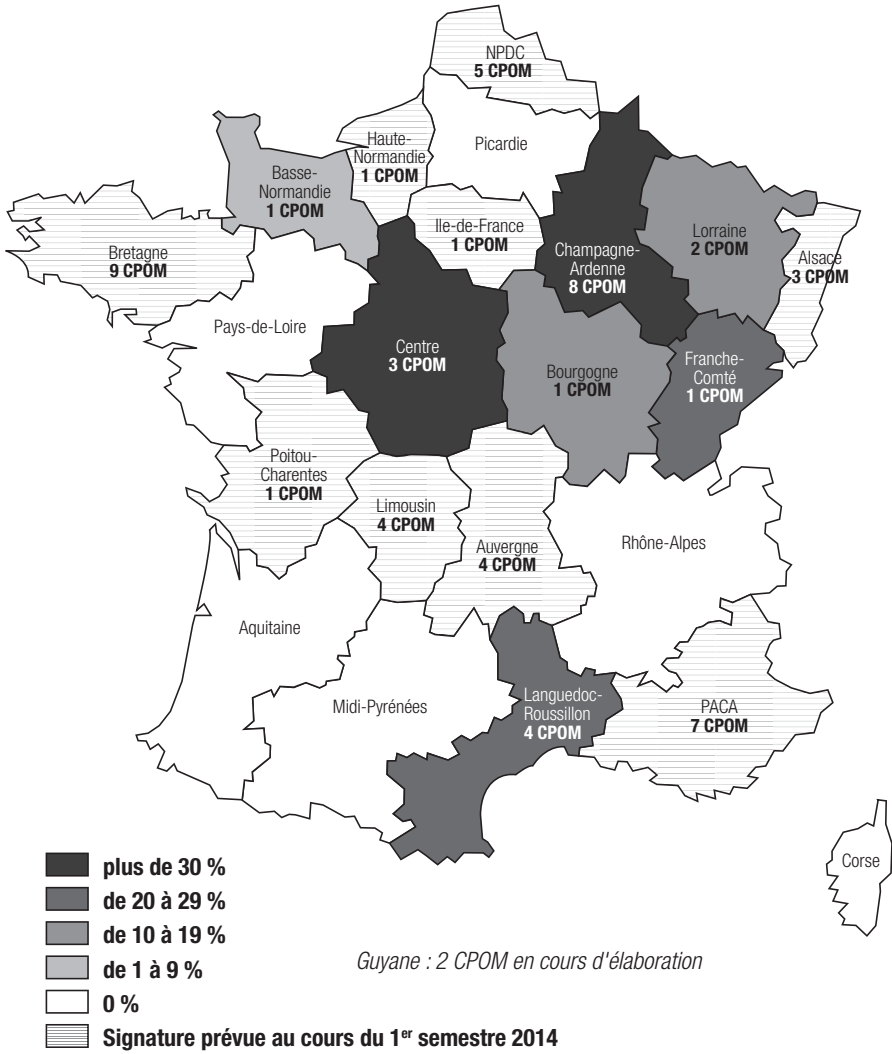 NPDC
5 CPOM
Haute-
Normandie
1 CPOM
Picardie
Basse-
Normandie
1 CPOM
Ile-de-France
1 CPOM
Champagne-
Ardenne
8 CPOM
Lorraine
2 CPOM
Alsace
3 CPOM
Bretagne
9 CPOM
Pays-de-Loire
Centre
3 CPOM
Bourgogne
1 CPOM
Franche-
Comté
1 CPOM
Poitou-
Charentes
1 CPOM
Limousin
4 CPOM
Auvergne
4 CPOM
Rhône-Alpes
Aquitaine
Midi-Pyrénées
Languedoc-
Roussillon
4 CPOM
PACA
7 CPOM
Corse
plus de 30 %
de 20 à 29 %
de 10 à 19 %
de 1 à 9 %
0 %
Signature prévue au cours du 1er semestre 2014
Guyane : 2 CPOM en cours d'élaboration